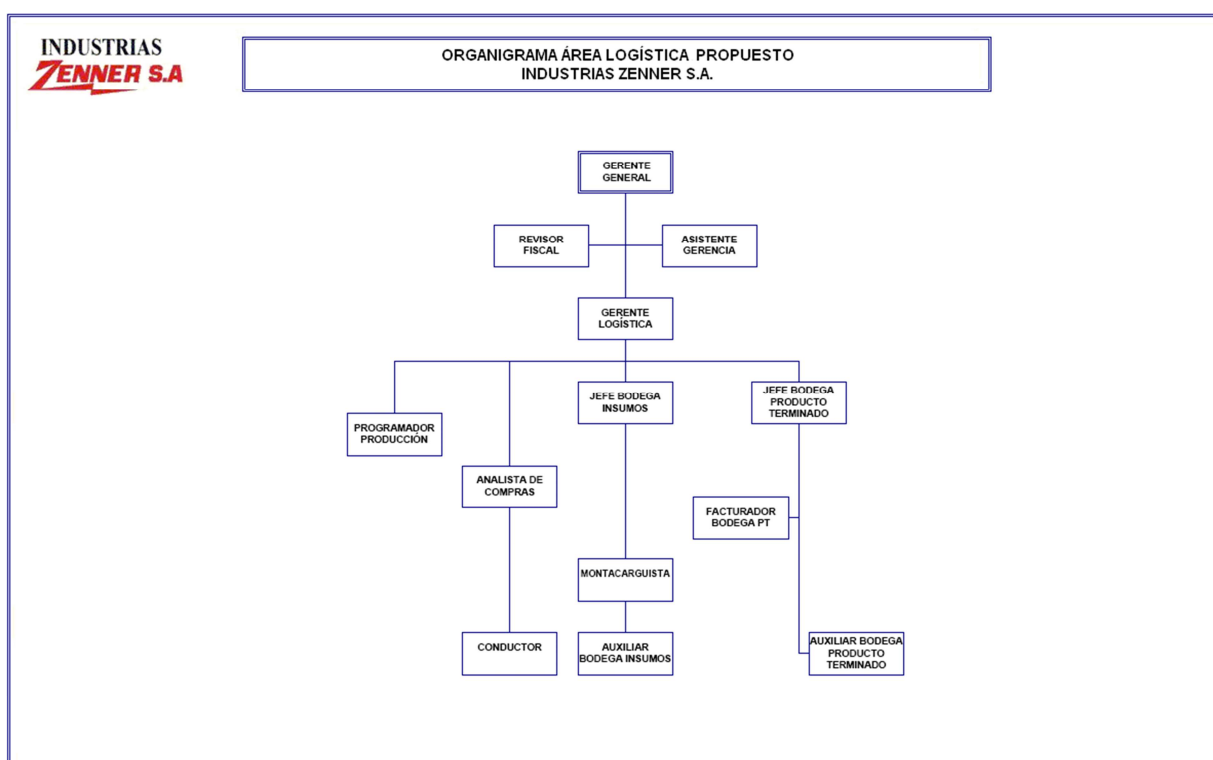 INDUSTRIAS
ZENNER S.A
ORGANIGRAMA ÁREA LOGÍSTICA PROPUESTO
INDUSTRIAS ZENNER S.A.
GERENTE
GENERAL
REVISOR
FISCAL
ASISTENTE
GERENCIA
GERENTE
LOGÍSTICA
PROGRAMADOR
PRODUCCIÓN
ANALISTA DE
COMPRAS
JEFE BODEGA
INSUMOS
JEFE BODEGA
PRODUCTO
TERMINADO
FACTURADOR
BODEGA PT
MONTACARGUISTA
CONDUCTOR
AUXILIAR
BODEGA INSUMOS
AUXILIAR BODEGA
PRODUCTO
TERMINADO